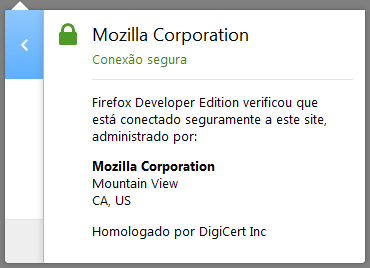 Mozilla Corporation
Conexão segura
Firefox Developer Edition verificou que
está conectado seguramente a este site,
administrado por:
Mozilla Corporation
Mountain View
CA, US
Homologado por DigiCert Inc